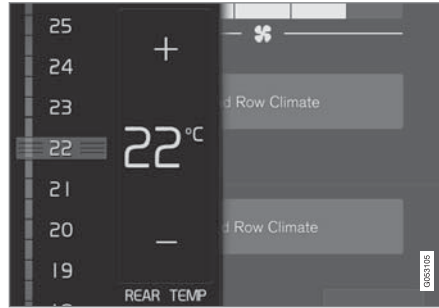 25
24
23
22
21
20
19
+
22°C
−
REAR TEMP
Row Climate
Row Climate
G053105